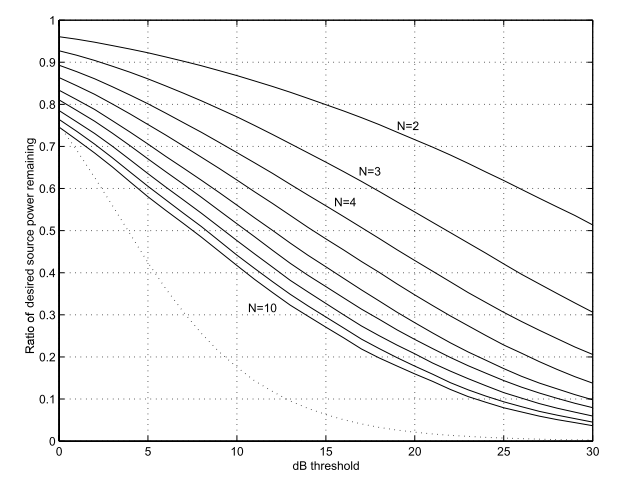 1
0.9
0.8
0.7
0.6
0.5
0.4
0.3
0.2
0.1
0
Ratio of desired source power remaining
N=2
N=3
N=4
N=10
0 5 10 15 20 25 30
dB threshold